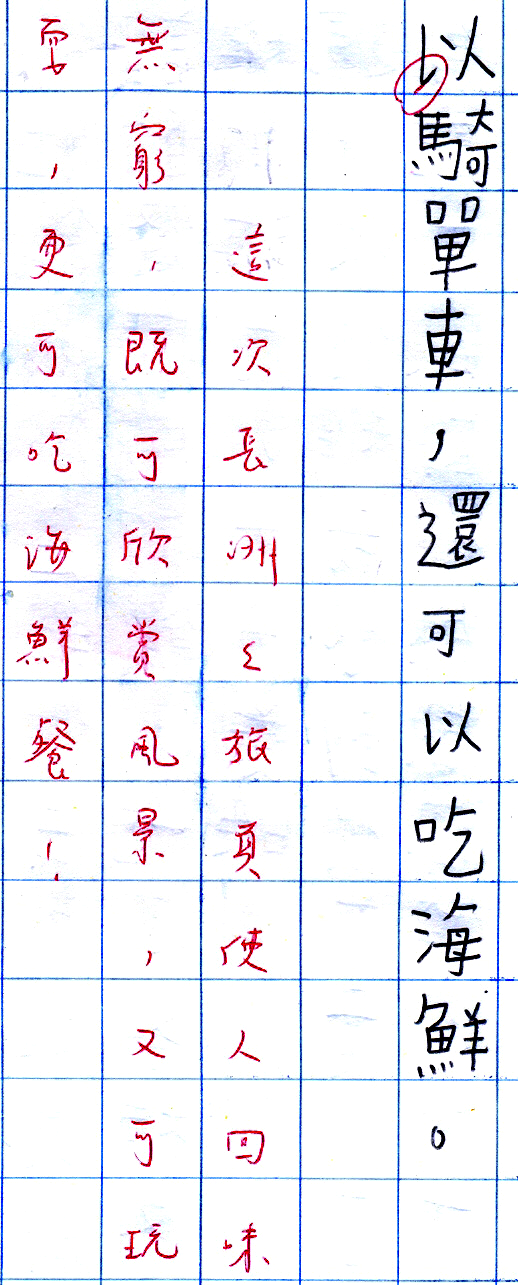 以騎單車，還可以吃海鮮。
這次長洲之旅真使人回味
無窮，既可欣賞風景，又可玩
耍，更可吃海鮮餐！